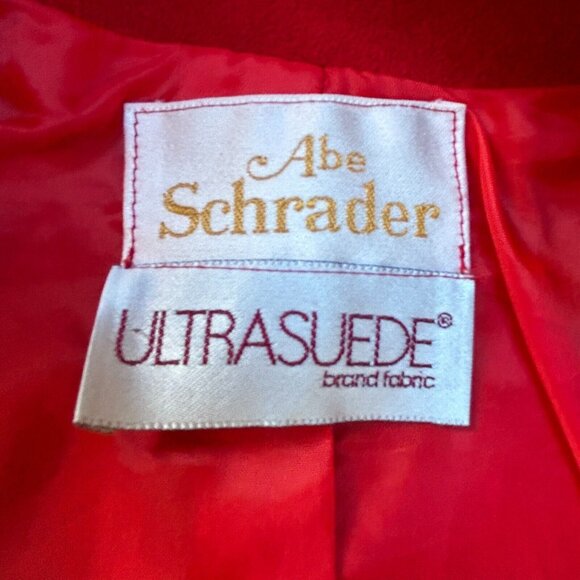 Abe
Schrader
ULTRASUEDE®
brand fabric